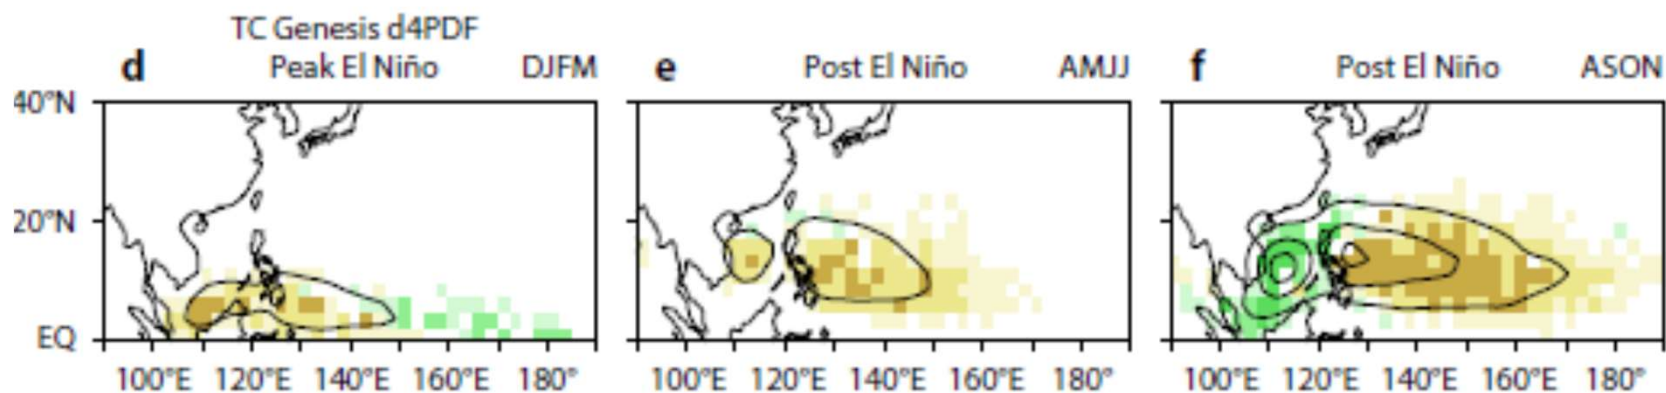 TC Genesis d4PDF
d Peak El Niño DJFM
e Post El Niño AMJJ
f Post El Niño ASON
40°N
20°N
EQ
100°E 120°E 140°E 160°E 180°
100°E 120°E 140°E 160°E 180°
100°E 120°E 140°E 160°E 180°